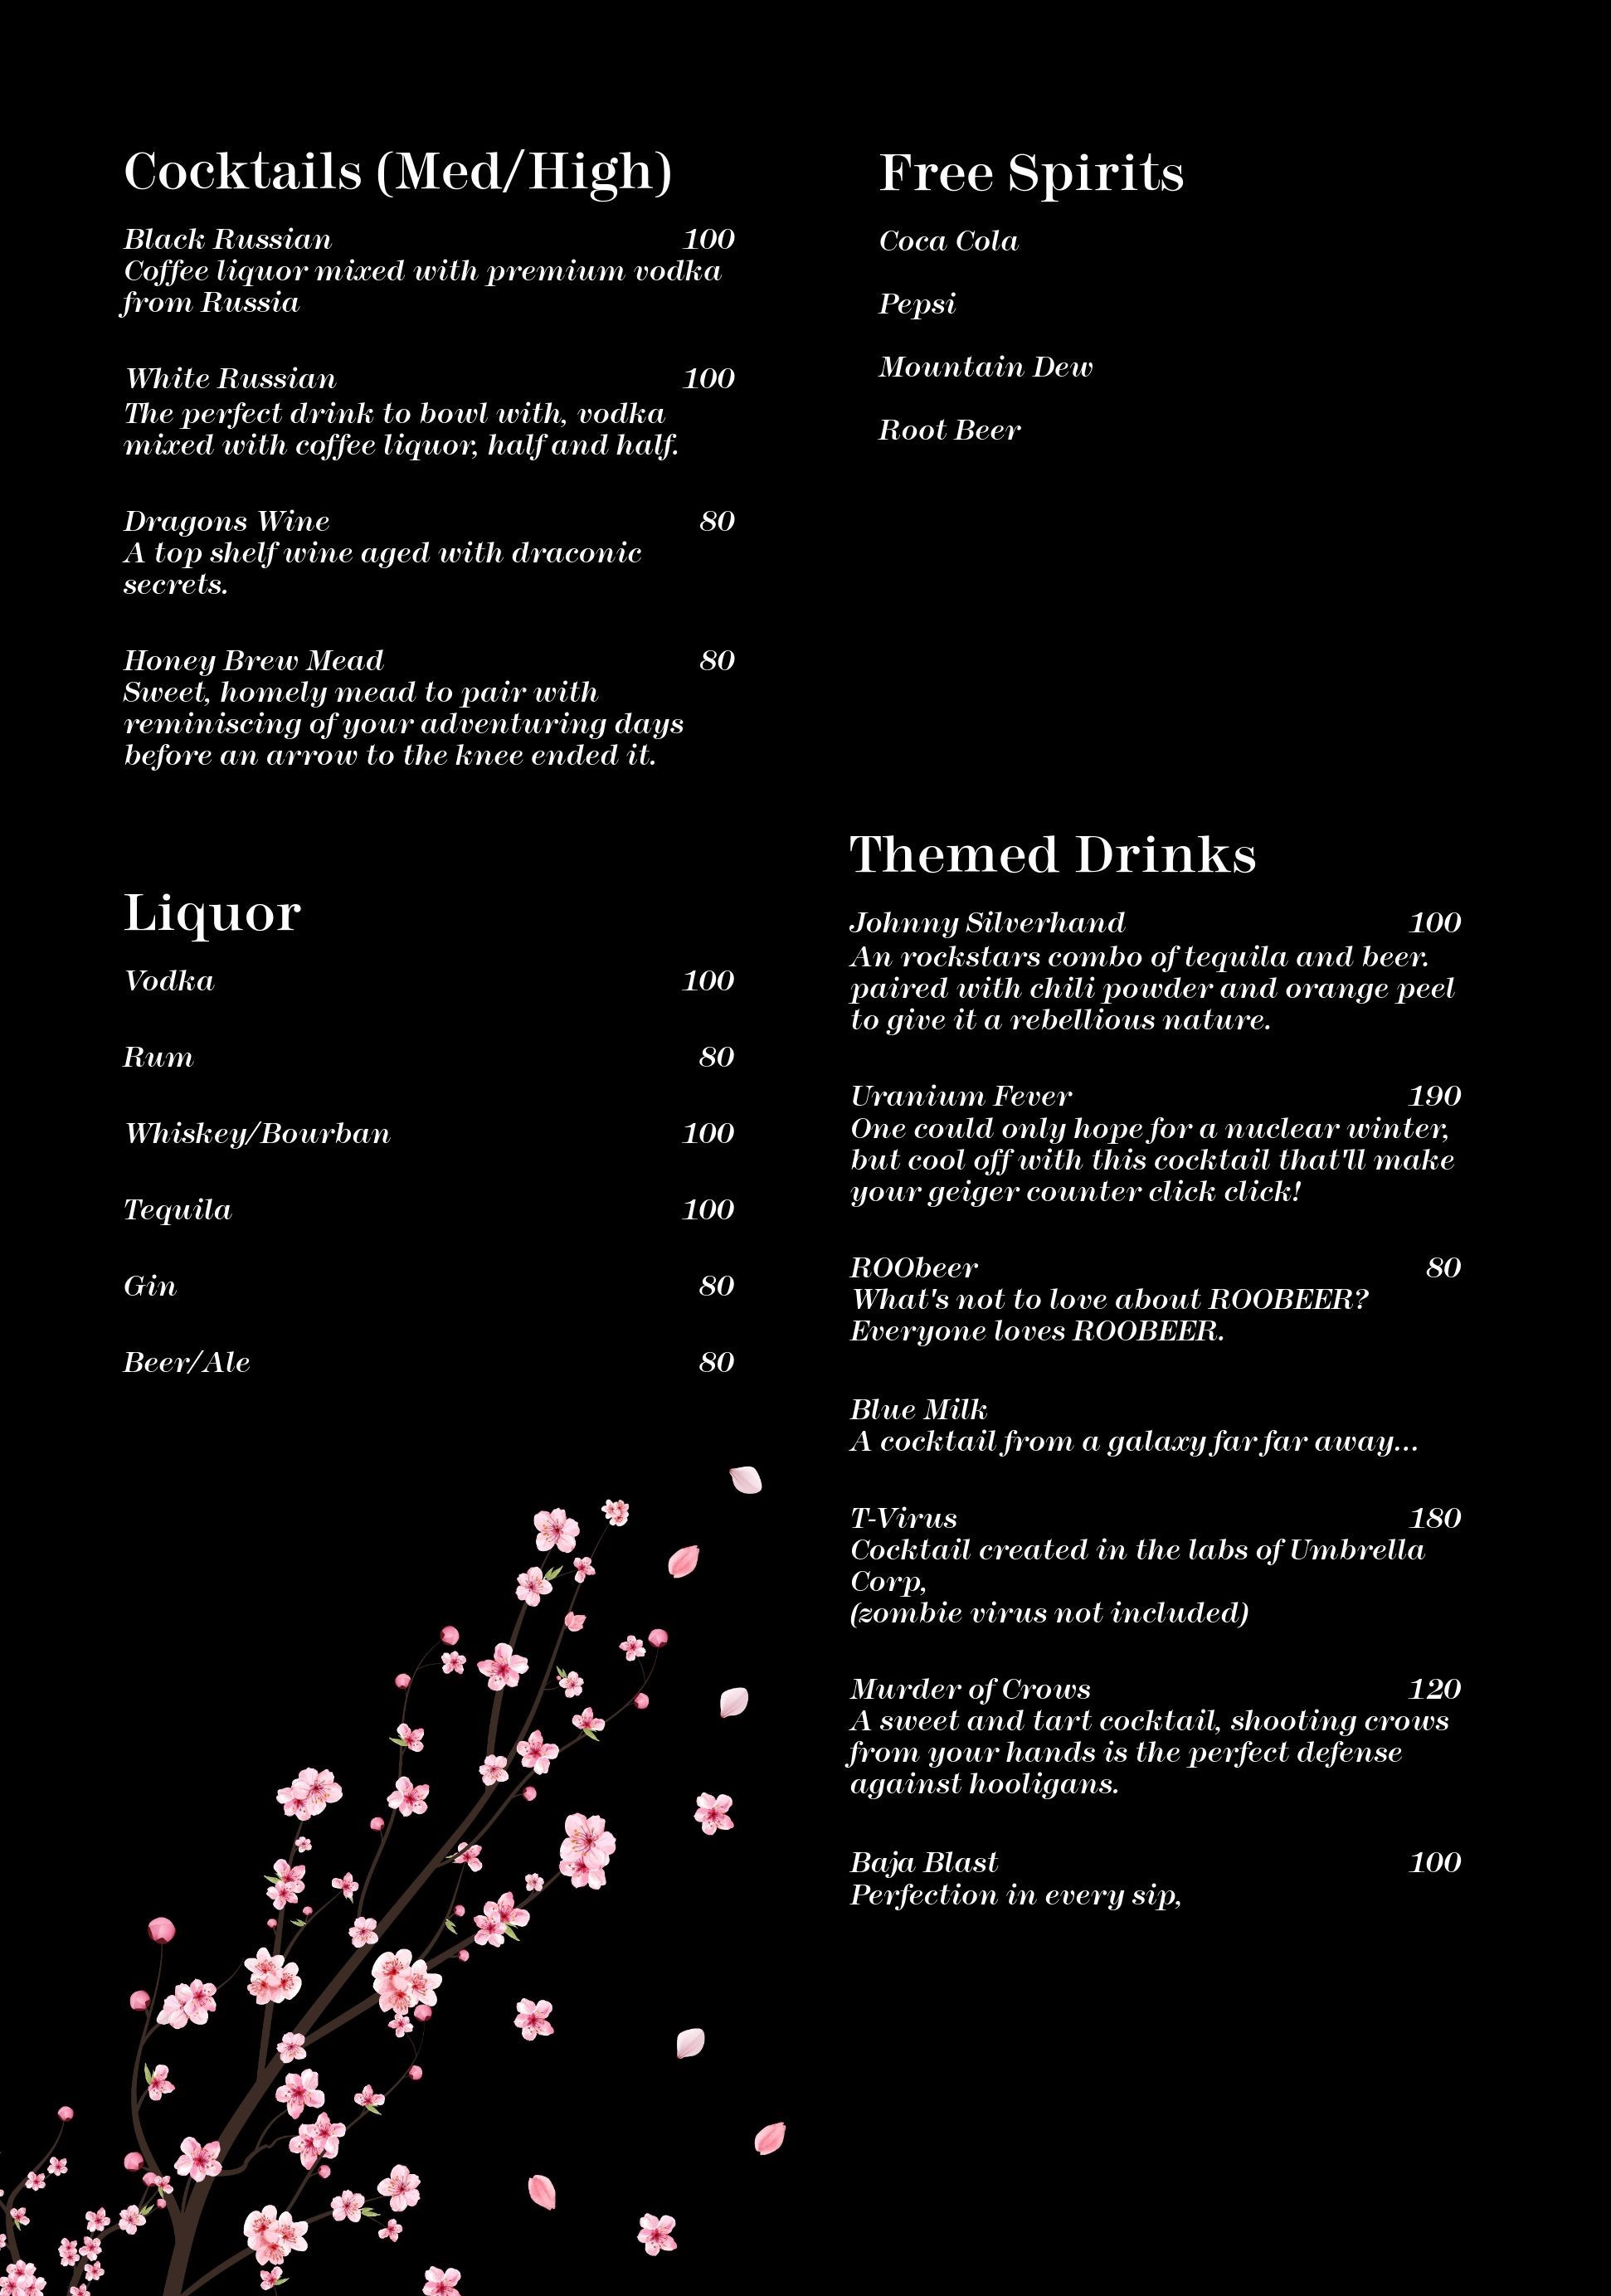 Cocktails (Med/High)
Black Russian 100
Coffee liquor mixed with premium vodka
from Russia
White Russian 100
The perfect drink to bowl with, vodka
mixed with coffee liquor, half and half.
Dragons Wine 80
A top shelf wine aged with draconic
secrets.
Honey Brew Mead 80
Sweet, homely mead to pair with
reminiscing of your adventuring days
before an arrow to the knee ended it.
Liquor
Vodka 100
Rum 80
Whiskey/Bourban 100
Tequila 100
Gin 80
Beer/Ale 80
Free Spirits
Coca Cola
Pepsi
Mountain Dew
Root Beer
Themed Drinks
Johnny Silverhand 100
An rockstars combo of tequila and beer.
paired with chili powder and orange peel
to give it a rebellious nature.
Uranium Fever 190
One could only hope for a nuclear winter,
but cool off with this cocktail that'll make
your geiger counter click click!
ROObeer 80
What's not to love about ROOBEER?
Everyone loves ROOBEER.
Blue Milk
A cocktail from a galaxy far far away...
T-Virus 180
Cocktail created in the labs of Umbrella
Corp,
(zombie virus not included)
Murder of Crows 120
A sweet and tart cocktail, shooting crows
from your hands is the perfect defense
against hooligans.
Baja Blast 100
Perfection in every sip,